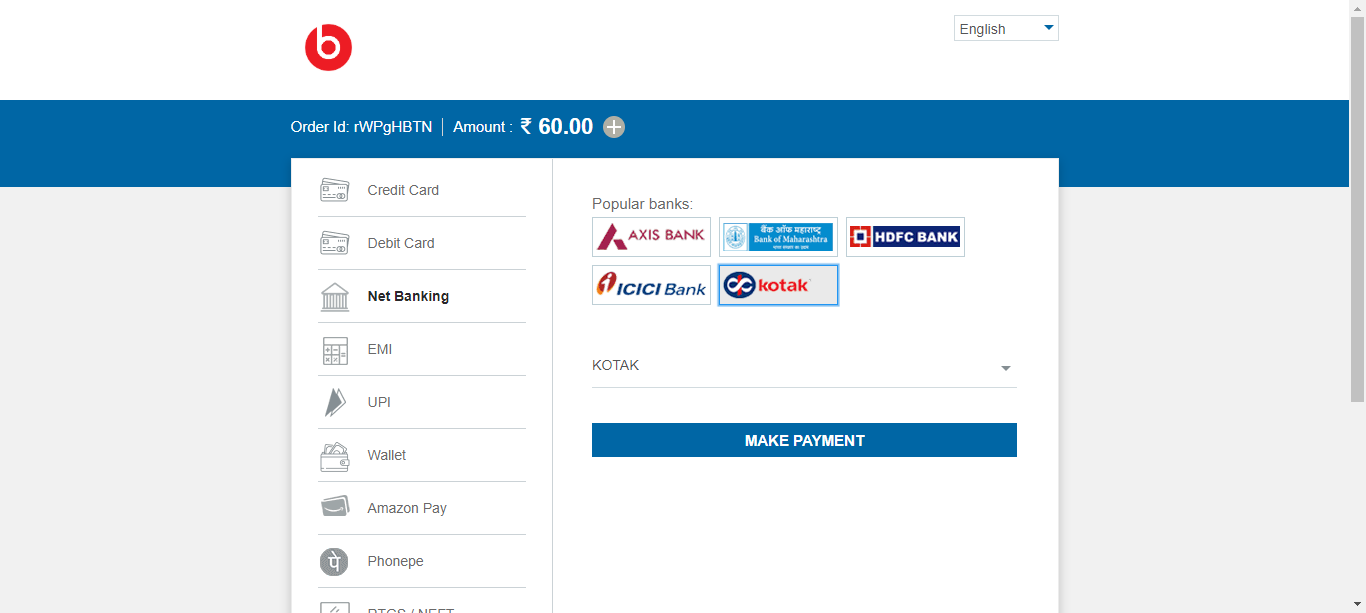 b
English
Order Id: rWPgHBTN | Amount : ₹ 60.00
Credit Card
Debit Card
Net Banking
EMI
UPI
Wallet
Amazon Pay
Phonepe
पे
RTGS / NEFT
Popular banks:
AXIS BANK
बैंक ऑफ महाराष्ट्र
Bank of Maharashtra
HDFC BANK
ICICI Bank
kotak
KOTAK
MAKE PAYMENT